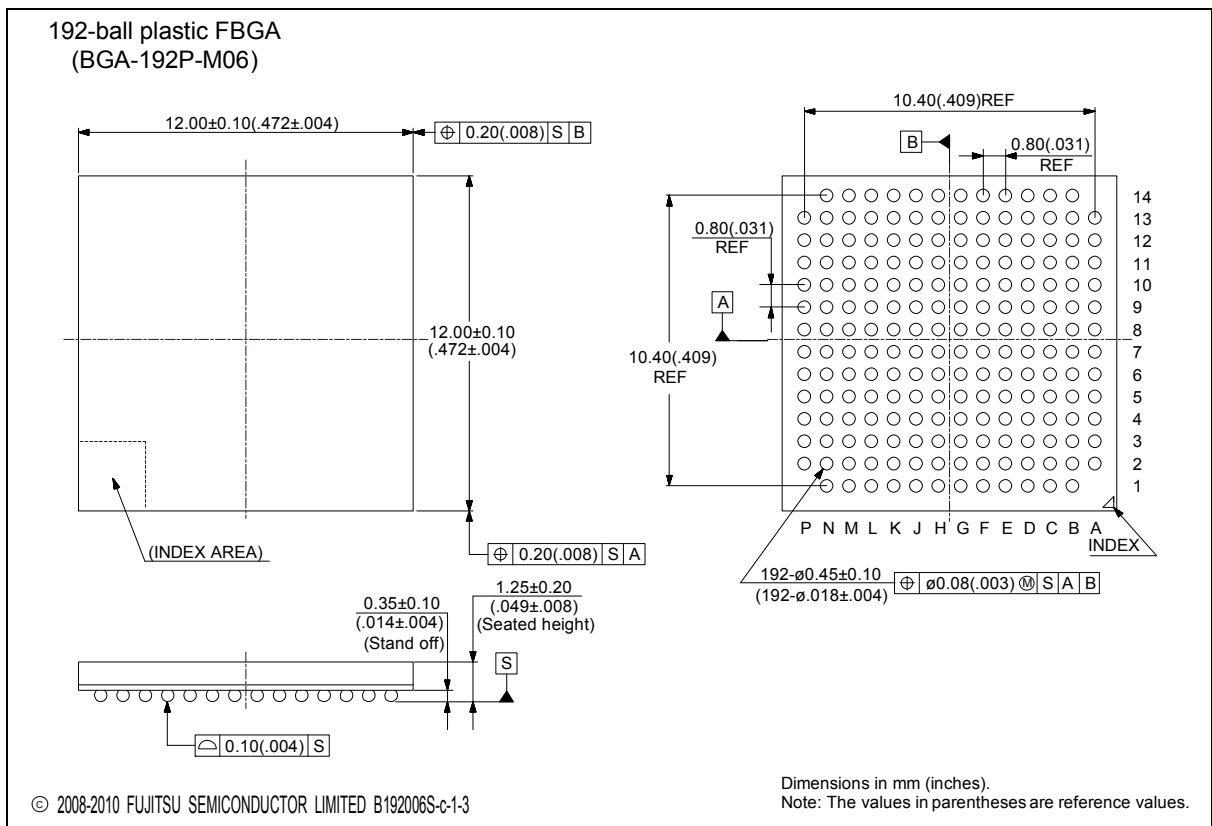 192-ball plastic FBGA
(BGA-192P-M06)
12.00±0.10(.472±.004)
⌖ 0.20(.008) S B
12.00±0.10
(.472±.004)
(INDEX AREA)
⌖ 0.20(.008) S A
10.40(.409)REF
B
0.80(.031)
REF
0.80(.031)
REF
A
10.40(.409)
REF
14
13
12
11
10
9
8
7
6
5
4
3
2
1
P N M L K J H G F E D C B A
INDEX
192-ø0.45±0.10
(192-ø.018±.004)
⌖ ø0.08(.003) Ⓜ S A B
0.35±0.10
(.014±.004)
(Stand off)
1.25±0.20
(.049±.008)
(Seated height)
S
⌓ 0.10(.004) S
© 2008-2010 FUJITSU SEMICONDUCTOR LIMITED B192006S-c-1-3
Dimensions in mm (inches).
Note: The values in parentheses are reference values.